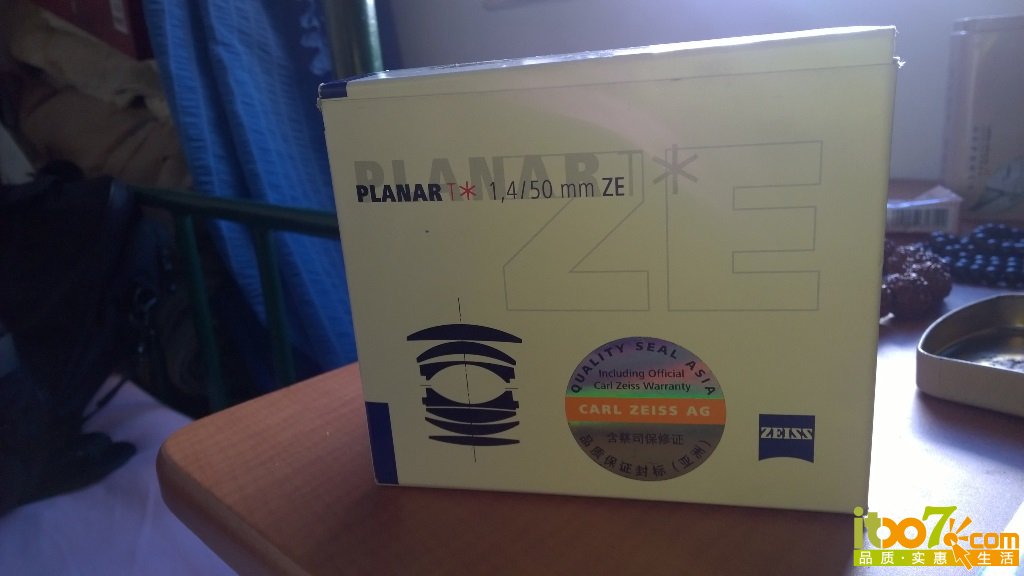 PLANAR T*
PLANAR T* 1,4/50 mm ZE
ZE
QUALITY SEAL ASIA
Including Official
Carl Zeiss Warranty
CARL ZEISS AG
含蔡司保修证
品质保证封标(亚洲)
ZEISS
itoo7.com
品质·实惠 生活